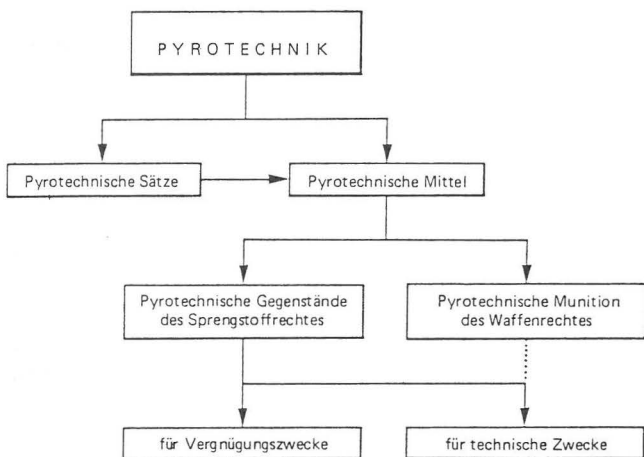 PYROTECHNIK
Pyrotechnische Sätze
Pyrotechnische Mittel
Pyrotechnische Gegenstände
des Sprengstoffrechtes
Pyrotechnische Munition
des Waffenrechtes
für Vergnügungszwecke
für technische Zwecke